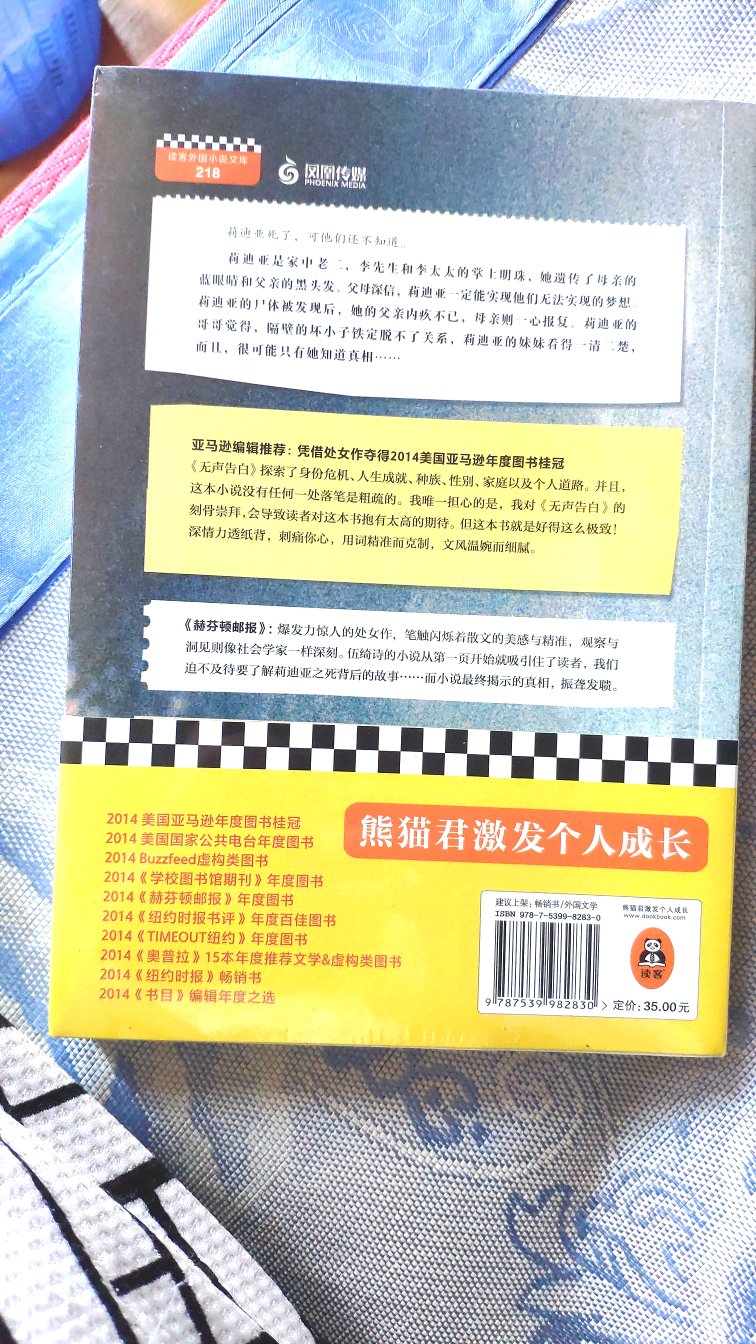 读客外国小说文库
218
凤凰传媒
PHOENIX MEDIA
莉迪亚死了，可他们还不知道。
莉迪亚是家中老二，李先生和李太太的掌上明珠，她遗传了母亲的
蓝眼睛和父亲的黑头发。父母深信，莉迪亚一定能实现他们无法实现的梦想。
莉迪亚的尸体被发现后，她的父亲内疚不已，母亲则一心报复。莉迪亚的
哥哥觉得，隔壁的坏小子铁定脱不了关系，莉迪亚的妹妹看得一清二楚，
而且，很可能只有她知道真相……
亚马逊编辑推荐：凭借处女作夺得2014美国亚马逊年度图书桂冠
《无声告白》探索了身份危机、人生成就、种族、性别、家庭以及个人道路。并且，
这本小说没有任何一处落笔是粗疏的。我唯一担心的是，我对《无声告白》的
刻骨崇拜，会导致读者对这本书抱有太高的期待。但这本书就是好得这么极致！
深情力透纸背，刺痛你心，用词精准而克制，文风温婉而细腻。
《赫芬顿邮报》：爆发力惊人的处女作，笔触闪烁着散文的美感与精准，观察与
洞见则像社会学家一样深刻。伍绮诗的小说从第一页开始就吸引住了读者，我们
迫不及待要了解莉迪亚之死背后的故事……而小说最终揭示的真相，振聋发聩。
2014 美国亚马逊年度图书桂冠
2014 美国国家公共电台年度图书
2014 Buzzfeed虚构类图书
2014《学校图书馆期刊》年度图书
2014《赫芬顿邮报》年度图书
2014《纽约时报书评》年度百佳图书
2014《TIMEOUT纽约》年度图书
2014《奥普拉》15本年度推荐文学&虚构类图书
2014《纽约时报》畅销书
2014《书目》编辑年度之选
熊猫君激发个人成长
建议上架：畅销书/外国文学
ISBN 978-7-5399-8283-0
9 787539 982830 >
熊猫君激发个人成长
www.dookbook.com
读客
定价：35.00元